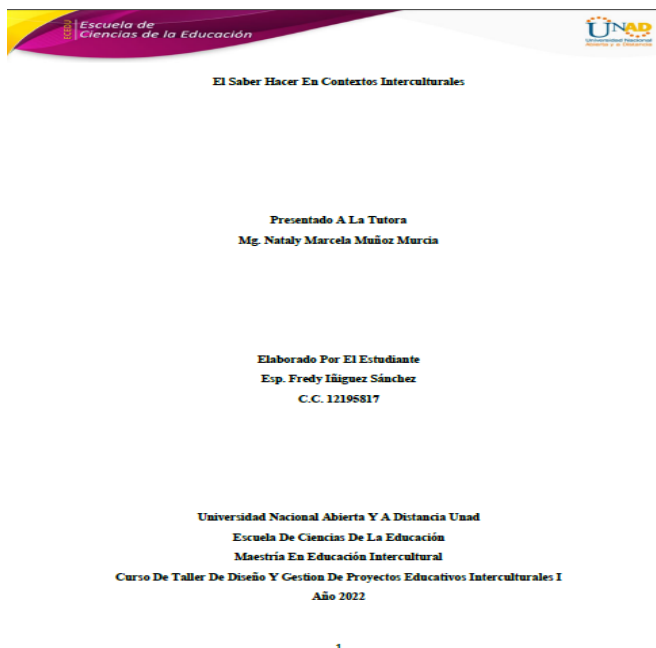 ECEDU
Escuela de
Ciencias de la Educación
UNAD
Universidad Nacional
Abierta y a Distancia
El Saber Hacer En Contextos Interculturales
Presentado A La Tutora
Mg. Nataly Marcela Muñoz Murcia
Elaborado Por El Estudiante
Esp. Fredy Iñiguez Sánchez
C.C. 12195817
Universidad Nacional Abierta Y A Distancia Unad
Escuela De Ciencias De La Educación
Maestría En Educación Intercultural
Curso De Taller De Diseño Y Gestion De Proyectos Educativos Interculturales I
Año 2022
1